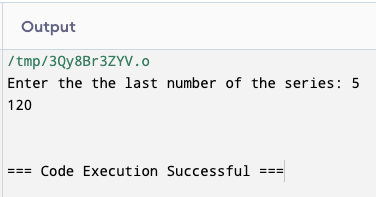 Output
/tmp/3Qy8Br3ZYV.o
Enter the the last number of the series: 5
120
=== Code Execution Successful ===